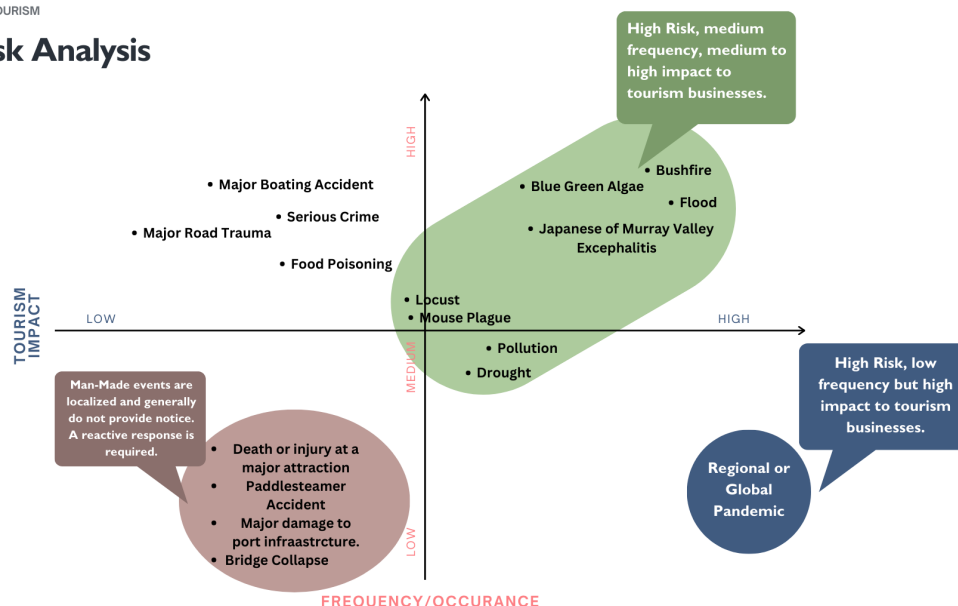 OURISM
sk Analysis
High Risk, medium
frequency, medium to
high impact to
tourism businesses.
HIGH
• Bushfire
• Major Boating Accident
• Blue Green Algae
• Flood
• Serious Crime
• Major Road Trauma
• Japanese of Murray Valley
Excephalitis
• Food Poisoning
• Locust
• Mouse Plague
TOURISM
IMPACT
LOW
HIGH
MEDIUM
• Pollution
• Drought
Man-Made events are
localized and generally
do not provide notice.
A reactive response is
required.
High Risk, low
frequency but high
impact to tourism
businesses.
• Death or injury at a
major attraction
• Paddlesteamer
Accident
• Major damage to
port infraastrcture.
• Bridge Collapse
Regional or
Global
Pandemic
LOW
FREQUENCY/OCCURANCE